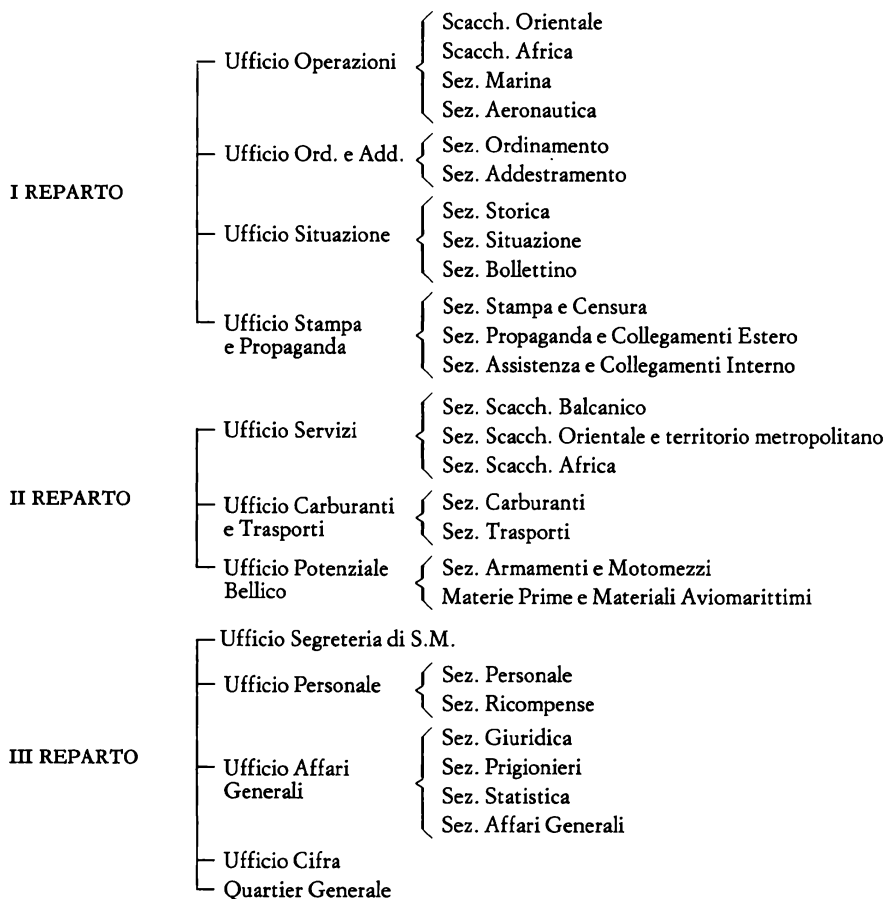 I REPARTO
Ufficio Operazioni
Scacch. Orientale
Scacch. Africa
Sez. Marina
Sez. Aeronautica
Ufficio Ord. e Add.
Sez. Ordinamento
Sez. Addestramento
Ufficio Situazione
Sez. Storica
Sez. Situazione
Sez. Bollettino
Ufficio Stampa
e Propaganda
Sez. Stampa e Censura
Sez. Propaganda e Collegamenti Estero
Sez. Assistenza e Collegamenti Interno
II REPARTO
Ufficio Servizi
Sez. Scacch. Balcanico
Sez. Scacch. Orientale e territorio metropolitano
Sez. Scacch. Africa
Ufficio Carburanti
e Trasporti
Sez. Carburanti
Sez. Trasporti
Ufficio Potenziale
Bellico
Sez. Armamenti e Motomezzi
Materie Prime e Materiali Aviomarittimi
III REPARTO
Ufficio Segreteria di S.M.
Ufficio Personale
Sez. Personale
Sez. Ricompense
Ufficio Affari
Generali
Sez. Giuridica
Sez. Prigionieri
Sez. Statistica
Sez. Affari Generali
Ufficio Cifra
Quartier Generale